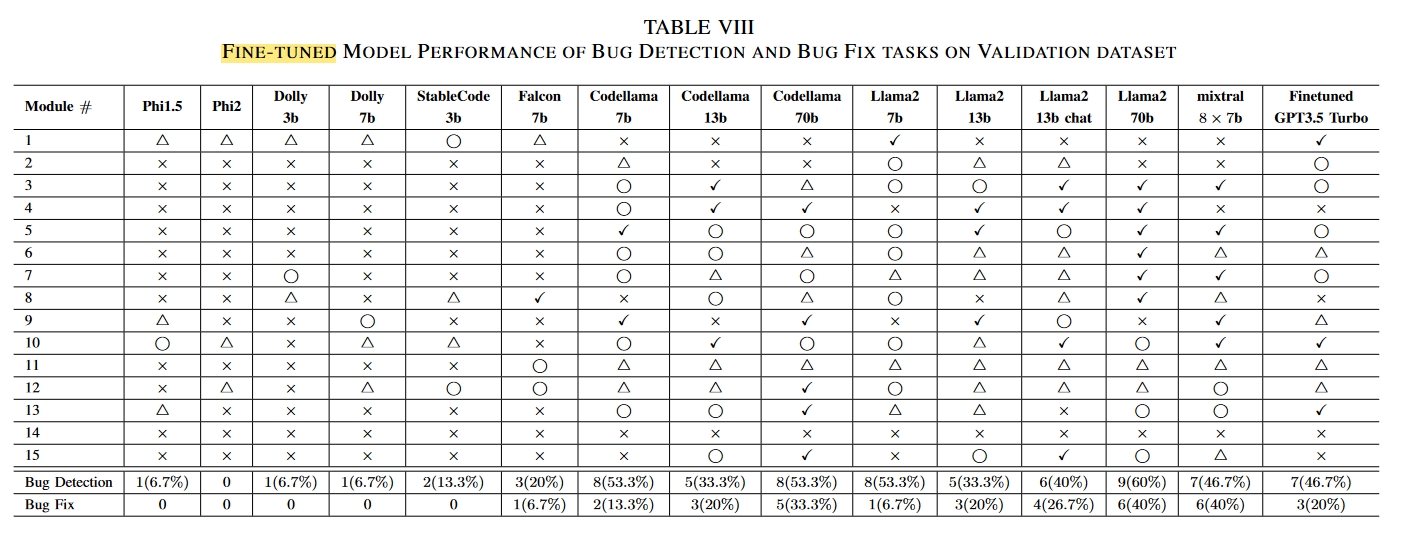 TABLE VIII
FINE-TUNED MODEL PERFORMANCE OF BUG DETECTION AND BUG FIX TASKS ON VALIDATION DATASET
Module # Phi1.5 Phi2 Dolly 3b Dolly 7b StableCode 3b Falcon 7b Codellama 7b Codellama 13b Codellama 70b Llama2 7b Llama2 13b Llama2 13b chat Llama2 70b mixtral 8 × 7b Finetuned GPT3.5 Turbo
1 △ △ △ △ ○ △ × × × ✓ × × × × ✓
2 × × × × × × △ × × ○ △ △ × × ○
3 × × × × × × ○ ✓ △ ○ ○ ✓ ✓ ✓ ○
4 × × × × × × ○ ✓ ✓ × ✓ ✓ ✓ × ×
5 × × × × × × ✓ ○ ○ ○ ✓ ○ ✓ ✓ ○
6 × × × × × × ○ ○ △ ○ △ △ ✓ △ △
7 × × ○ × × × ○ △ ○ △ △ △ ✓ ✓ ○
8 × × △ × △ ✓ × ○ △ ○ × △ ✓ △ ×
9 △ × × ○ × × ✓ × ✓ × ✓ ○ × ✓ △
10 ○ △ × △ △ × ○ ✓ ○ ○ △ ✓ ○ ✓ ✓
11 × × × × × ○ △ △ △ △ △ △ △ △ △
12 × △ × △ ○ ○ △ △ ✓ ○ △ △ △ ○ △
13 △ × × × × × ○ ○ ✓ △ △ × ○ ○ ✓
14 × × × × × × × × × × × × × × ×
15 × × × × × × × ○ ✓ × ○ ✓ ○ △ ×
Bug Detection 1(6.7%) 0 1(6.7%) 1(6.7%) 2(13.3%) 3(20%) 8(53.3%) 5(33.3%) 8(53.3%) 8(53.3%) 5(33.3%) 6(40%) 9(60%) 7(46.7%) 7(46.7%)
Bug Fix 0 0 0 0 0 1(6.7%) 2(13.3%) 3(20%) 5(33.3%) 1(6.7%) 3(20%) 4(26.7%) 6(40%) 6(40%) 3(20%)